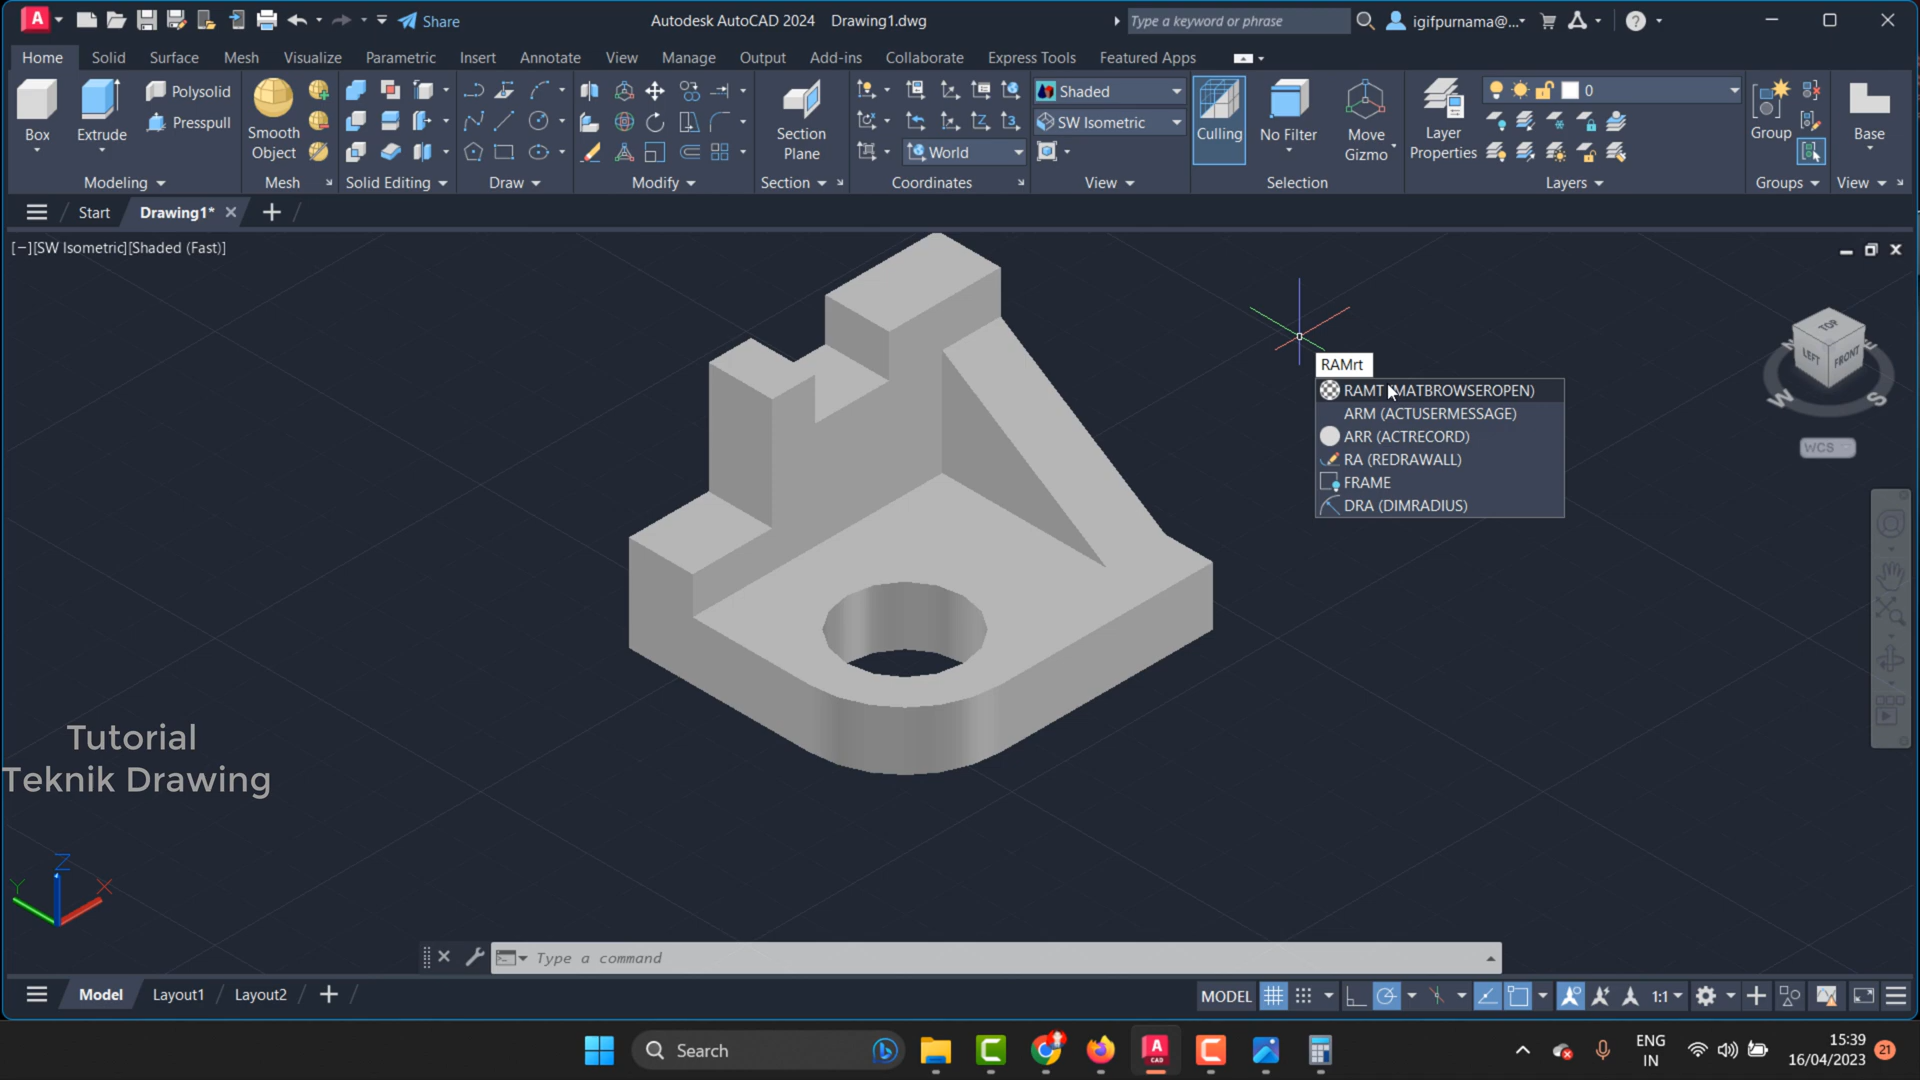 Share
Autodesk AutoCAD 2024 Drawing1.dwg
Type a keyword or phrase
igifpurnama@...
Home Solid Surface Mesh Visualize Parametric Insert Annotate View Manage Output Add-ins Collaborate Express Tools Featured Apps
Box
Extrude
Polysolid
Presspull
Smooth
Object
Section
Plane
World
Shaded
SW Isometric
Culling
No Filter
Move
Gizmo
Layer
Properties
0
Group
Base
Modeling Mesh Solid Editing Draw Modify Section Coordinates View Selection Layers Groups View
Start Drawing1*
[−][SW Isometric][Shaded (Fast)]
RAMrt
RAMT (MATBROWSEROPEN)
ARM (ACTUSERMESSAGE)
ARR (ACTRECORD)
RA (REDRAWALL)
FRAME
DRA (DIMRADIUS)
TOP
LEFT FRONT
N E
W S
WCS
Tutorial
Teknik Drawing
Z
Y X
Type a command
Model Layout1 Layout2
MODEL
1:1
Search
A
CAD
ENG
IN
15:39
16/04/2023
21